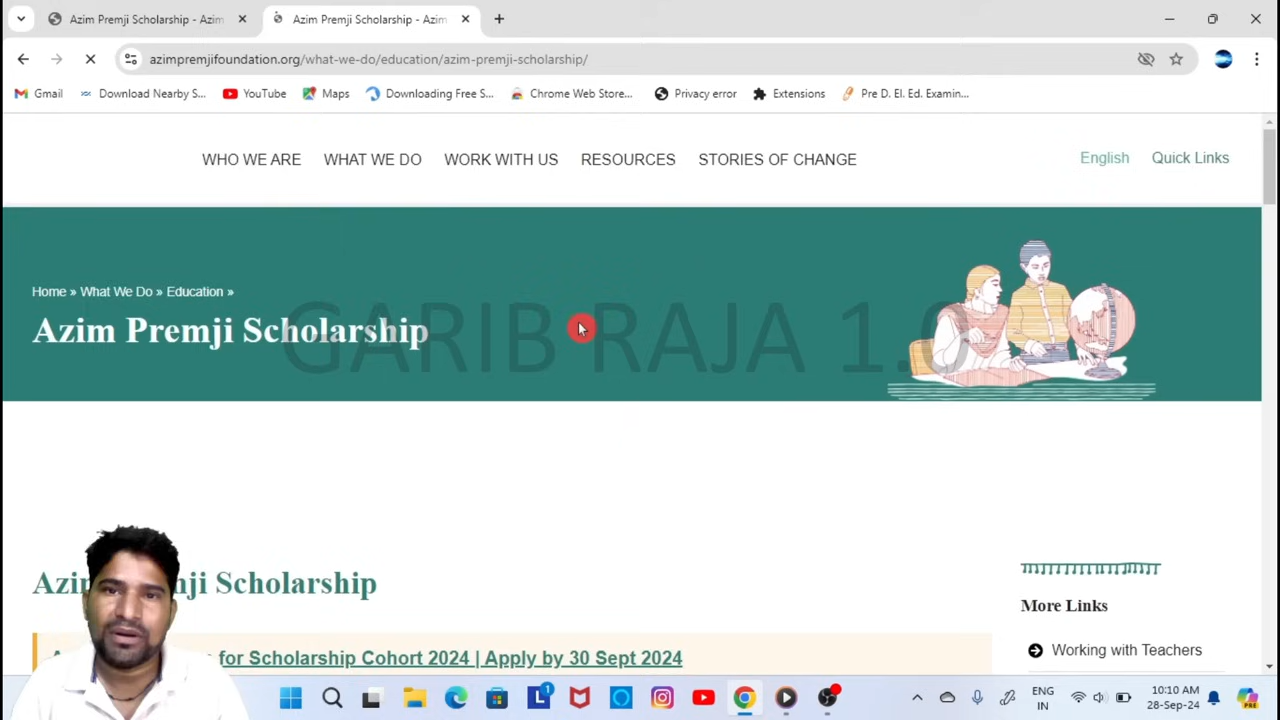 Azim Premji Scholarship - Azim
Azim Premji Scholarship - Azim
azimpremjifoundation.org/what-we-do/education/azim-premji-scholarship/
Gmail
Download Nearby S...
YouTube
Maps
Downloading Free S...
Chrome Web Store...
Privacy error
Extensions
Pre D. El. Ed. Examin...
WHO WE ARE
WHAT WE DO
WORK WITH US
RESOURCES
STORIES OF CHANGE
English
Quick Links
Home » What We Do » Education »
Azim Premji Scholarship
GARIB RAJA 1.0
Azim Premji Scholarship
for Scholarship Cohort 2024 | Apply by 30 Sept 2024
More Links
Working with Teachers
ENG
IN
10:10 AM
28-Sep-24
PRE